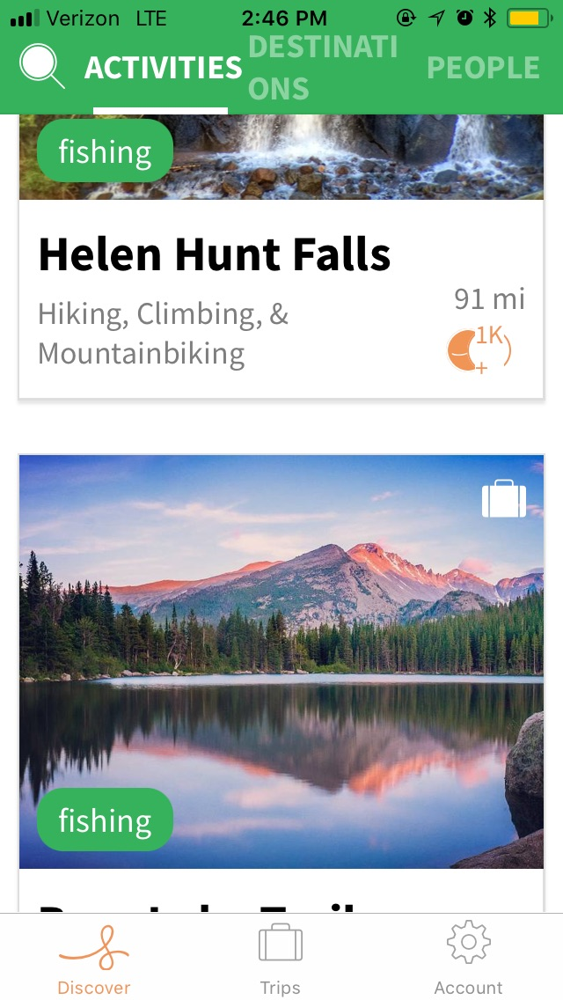 Verizon LTE 2:46 PM
ACTIVITIES
DESTINATI
ONS
PEOPLE
fishing
Helen Hunt Falls
Hiking, Climbing, &
Mountainbiking
91 mi
1K
+
fishing
Discover
Trips
Account